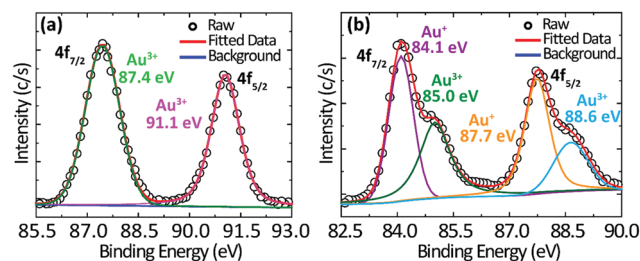 (a)
Raw
Fitted Data
Background
4f7/2
Au3+
87.4 eV
4f5/2
Au3+
91.1 eV
Intensity (c/s)
85.5 87.0 88.5 90.0 91.5 93.0
Binding Energy (eV)
(b)
Raw
Fitted Data
Background
4f7/2
Au+
84.1 eV
Au3+
85.0 eV
4f5/2
Au+
87.7 eV
Au3+
88.6 eV
Intensity (c/s)
82.5 84.0 85.5 87.0 88.5 90.0
Binding Energy (eV)